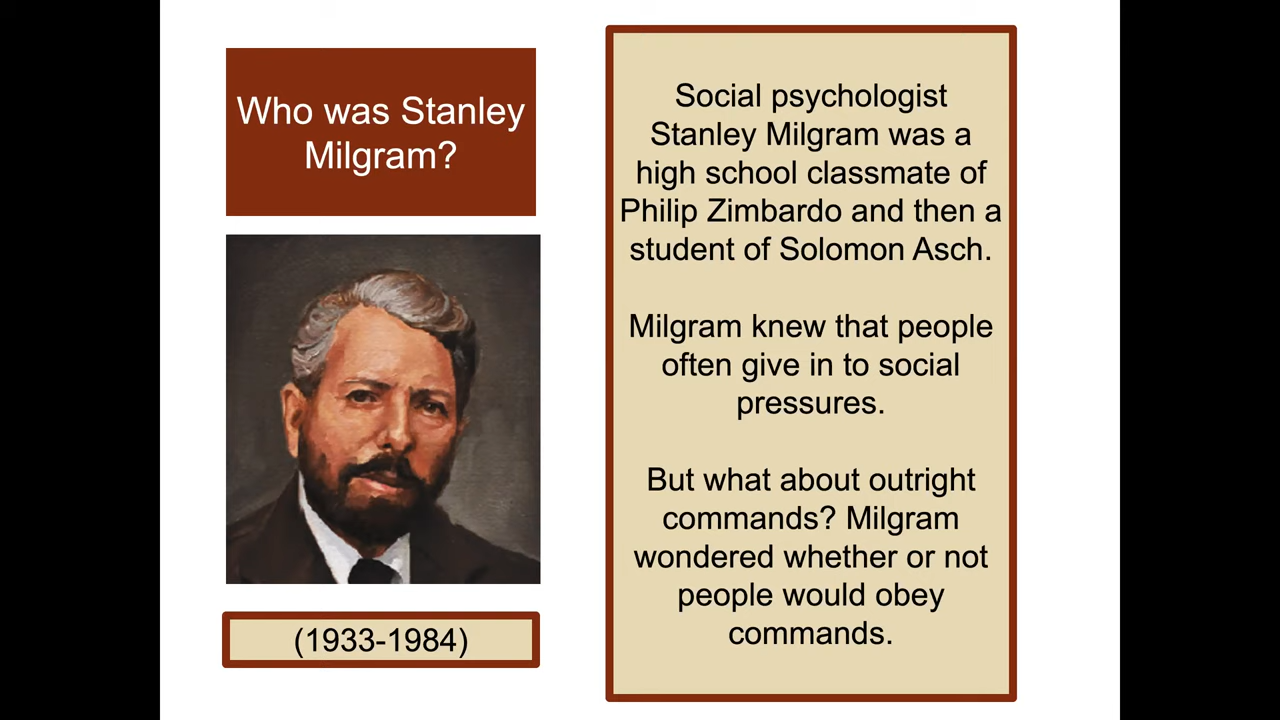 Who was Stanley
Milgram?
(1933-1984)
Social psychologist
Stanley Milgram was a
high school classmate of
Philip Zimbardo and then a
student of Solomon Asch.
Milgram knew that people
often give in to social
pressures.
But what about outright
commands? Milgram
wondered whether or not
people would obey
commands.